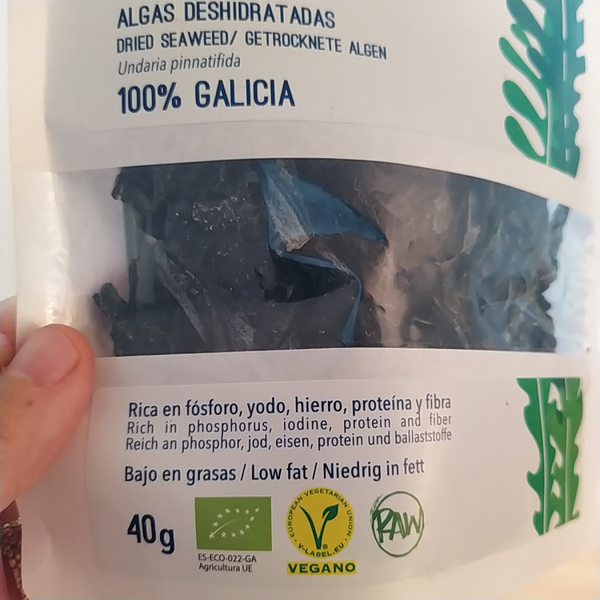 ALGAS DESHIDRATADAS
DRIED SEAWEED/ GETROCKNETE ALGEN
Undaria pinnatifida
100% GALICIA
Rica en fósforo, yodo, hierro, proteína y fibra
Rich in phosphorus, iodine, protein and fiber
Reich an phosphor, jod, eisen, protein und ballaststoffe
Bajo en grasas / Low fat / Niedrig in fett
40g
ES-ECO-022-GA
Agricultura UE
EUROPEAN VEGETARIAN UNION
V-LABEL.EU
VEGANO
RAW